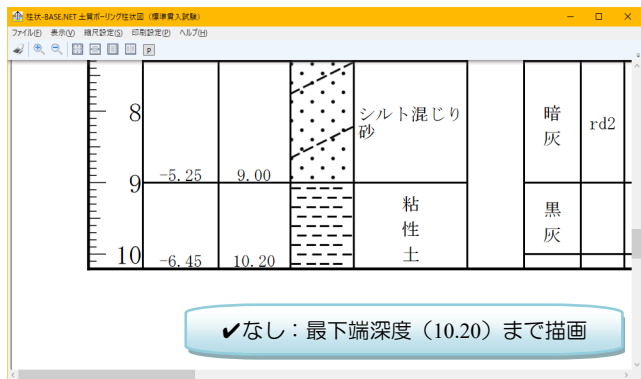 柱状-BASE.NET 土質ボーリング柱状図（標準貫入試験）
ファイル(F) 表示(V) 縮尺設定(S) 印刷設定(P) ヘルプ(H)
P
8
シルト混じり
砂
暗
灰
rd2
-5.25
9.00
9
粘
性
土
黒
灰
10
-6.45
10.20
✔なし：最下端深度（10.20）まで描画